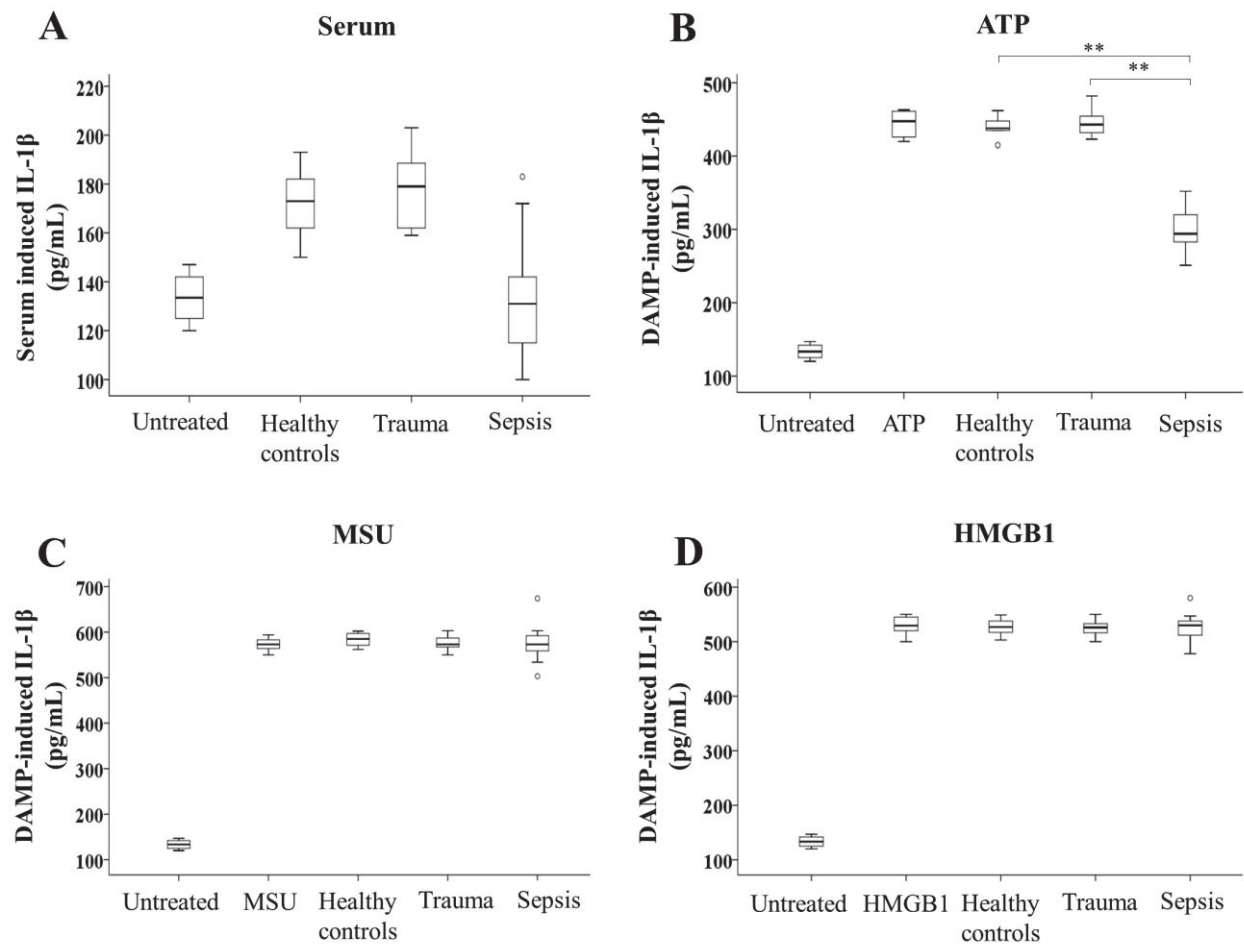 A
Serum
Serum induced IL-1β
(pg/mL)
220
200
180
160
140
120
100
Untreated
Healthy
controls
Trauma
Sepsis
B
ATP
**
**
DAMP-induced IL-1β
(pg/mL)
500
400
300
200
100
Untreated
ATP
Healthy
controls
Trauma
Sepsis
C
MSU
DAMP-induced IL-1β
(pg/mL)
700
600
500
400
300
200
100
Untreated
MSU
Healthy
controls
Trauma
Sepsis
D
HMGB1
DAMP-induced IL-1β
(pg/mL)
600
500
400
300
200
100
Untreated
HMGB1
Healthy
controls
Trauma
Sepsis